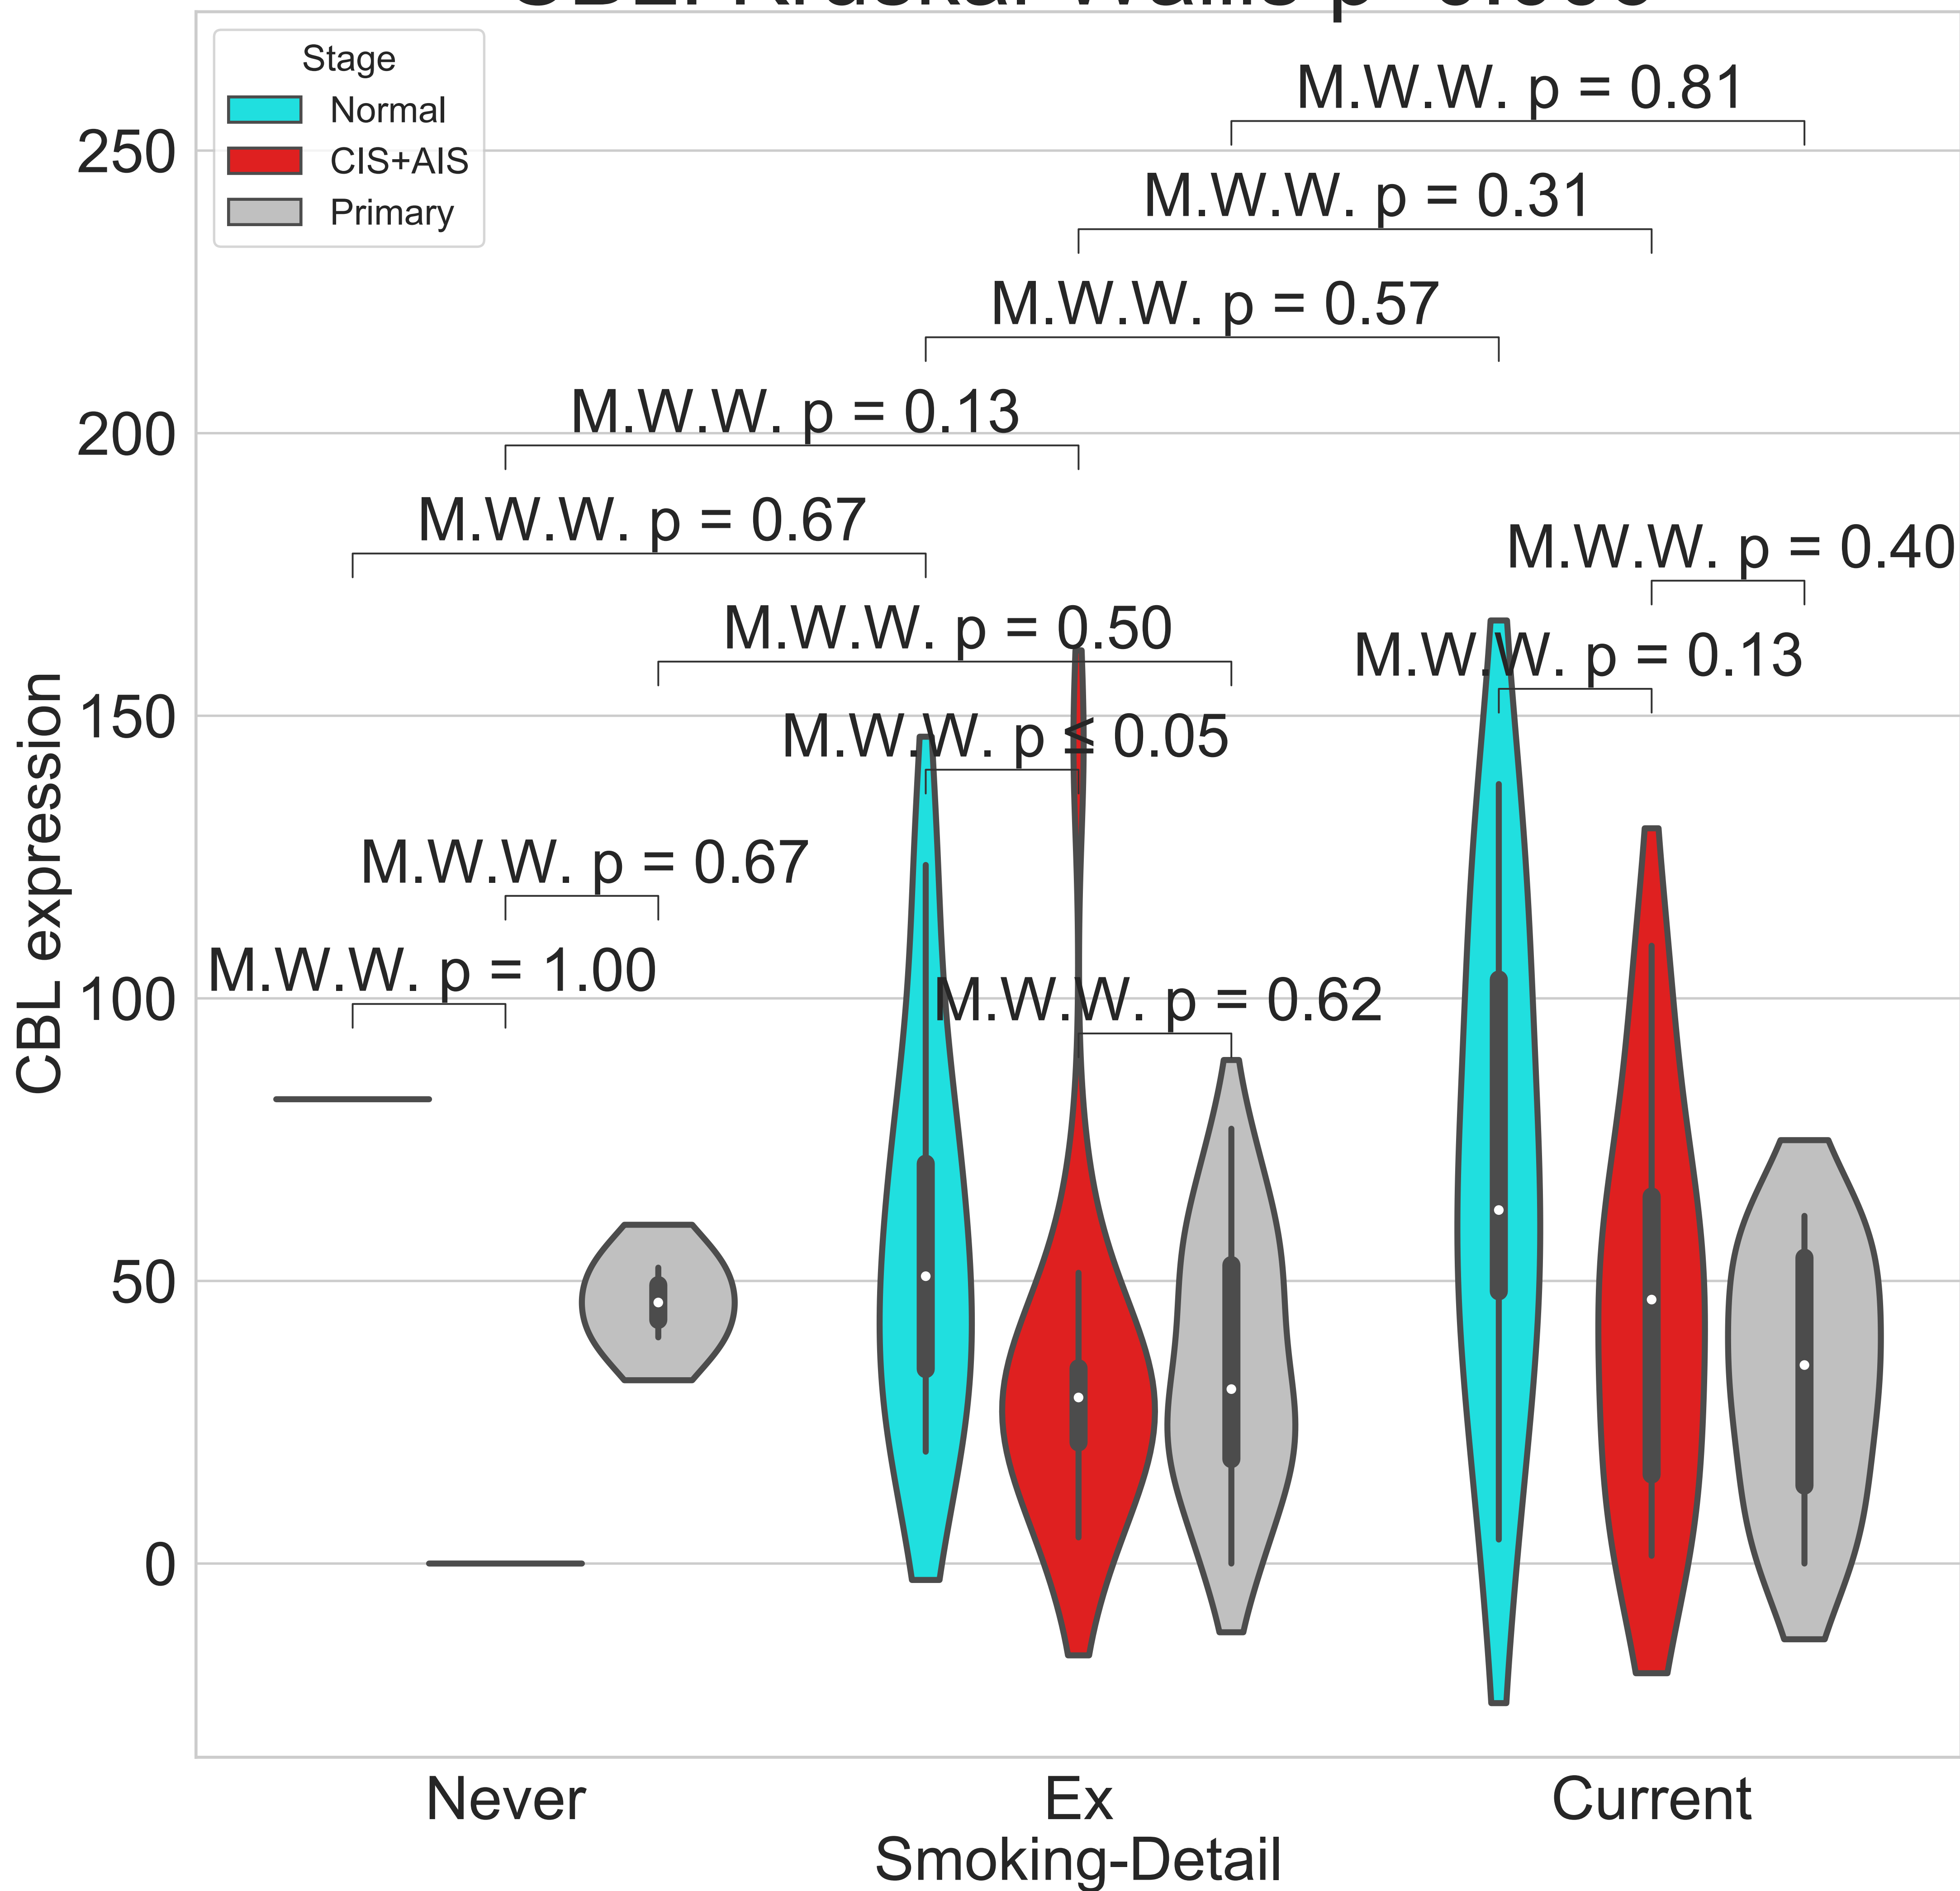 Stage
Normal
CIS+AIS
Primary
M.W.W. p = 0.81
M.W.W. p = 0.31
M.W.W. p = 0.57
M.W.W. p = 0.13
M.W.W. p = 0.67
M.W.W. p = 0.40
M.W.W. p = 0.50
M.W.W. p = 0.13
M.W.W. p ≤ 0.05
M.W.W. p = 0.67
M.W.W. p = 1.00
M.W.W. p = 0.62
250
200
150
100
50
0
CBL expression
Never
Ex
Current
Smoking-Detail